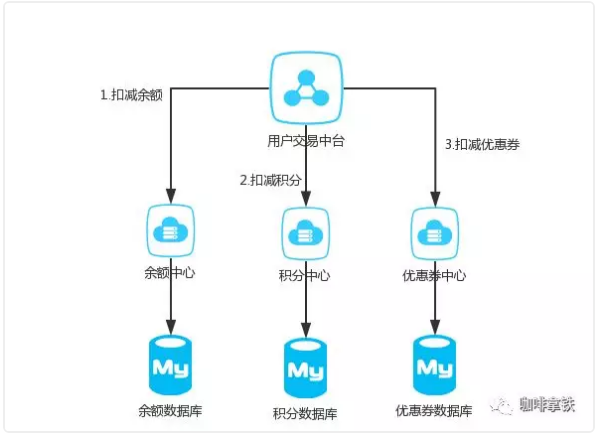 1.扣减余额
用户交易中台
3.扣减优惠券
2.扣减积分
余额中心
积分中心
优惠券中心
My
My
My
余额数据库
积分数据库
优惠券数据库
咖啡拿铁